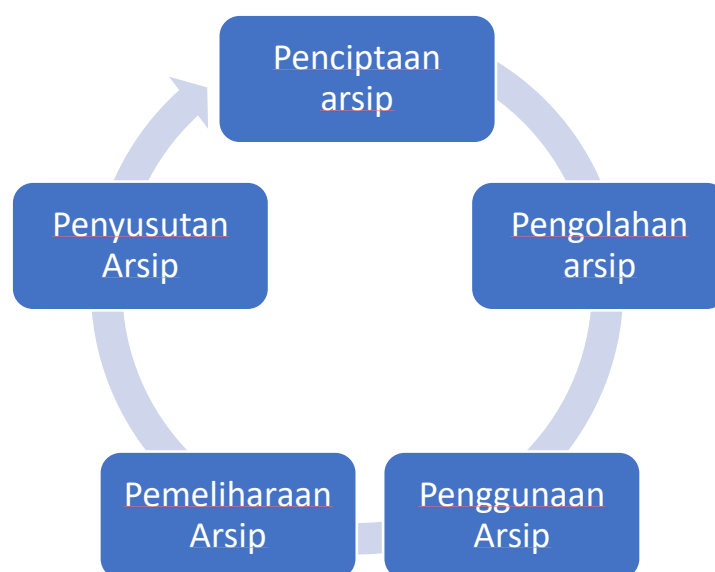 Penciptaan
arsip
Pengolahan
arsip
Penggunaan
Arsip
Pemeliharaan
Arsip
Penyusutan
Arsip